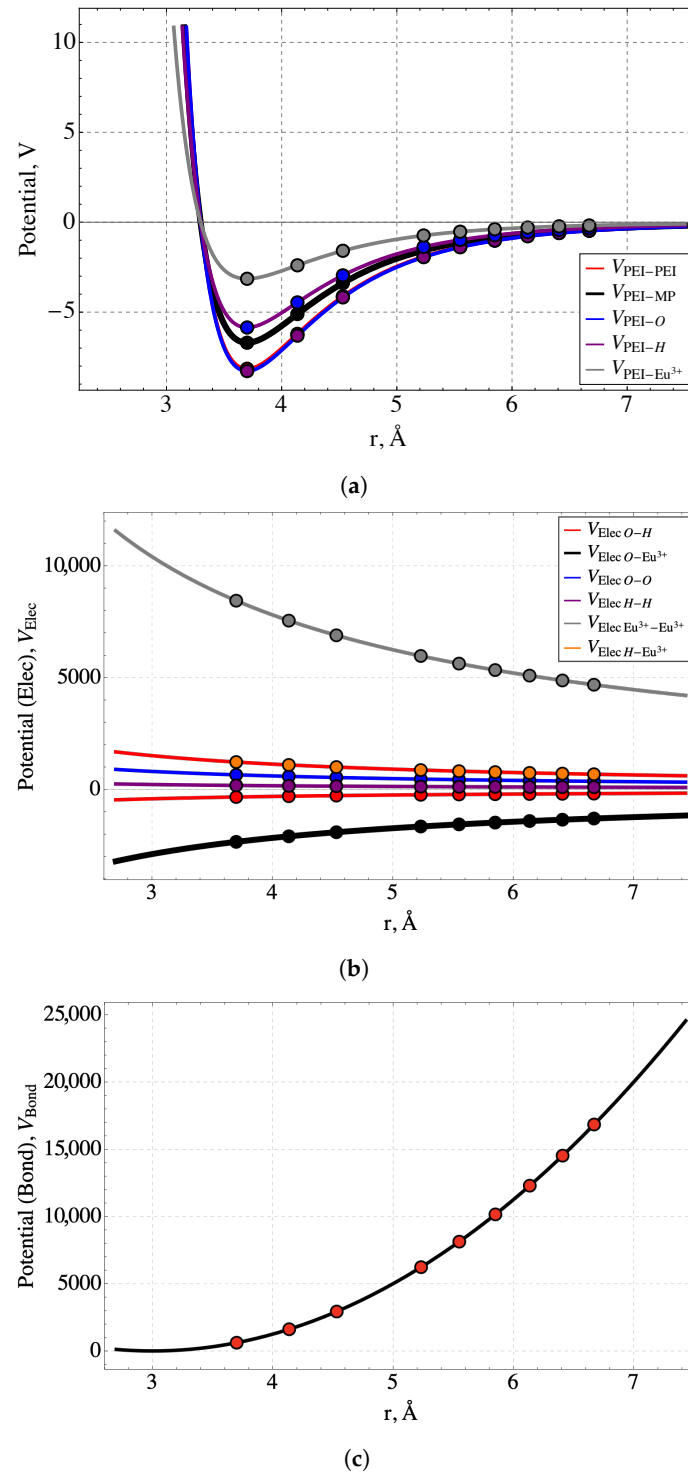 10
5
0
−5
Potential, V
3 4 5 6 7
r, Å
V_PEI−PEI
V_PEI−MP
V_PEI−O
V_PEI−H
V_PEI−Eu³⁺
(a)
10,000
5000
0
Potential (Elec), V_Elec
3 4 5 6 7
r, Å
V_Elec O−H
V_Elec O−Eu³⁺
V_Elec O−O
V_Elec H−H
V_Elec Eu³⁺−Eu³⁺
V_Elec H−Eu³⁺
(b)
25,000
20,000
15,000
10,000
5000
0
Potential (Bond), V_Bond
3 4 5 6 7
r, Å
(c)